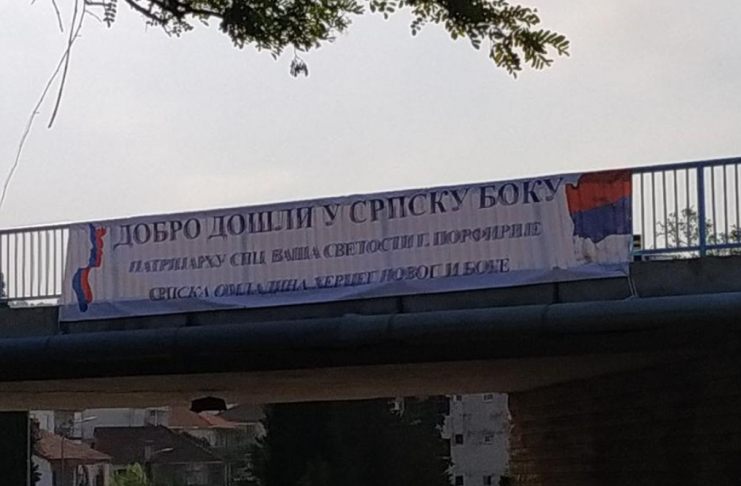 ДОБРО ДОШЛИ У СРПСКУ БОКУ
ПАТРИЈАРХУ СПЦ ВАША СВЕТОСТИ Г. ПОРФИРИЈЕ
СРПСКА ОМЛАДИНА ХЕРЦЕГ НОВОГ И БОКЕ